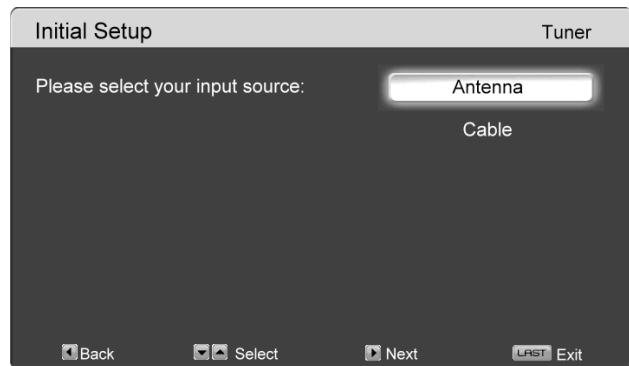 Initial Setup Tuner
Please select your input source: Antenna
Cable
Back Select Next LAST Exit